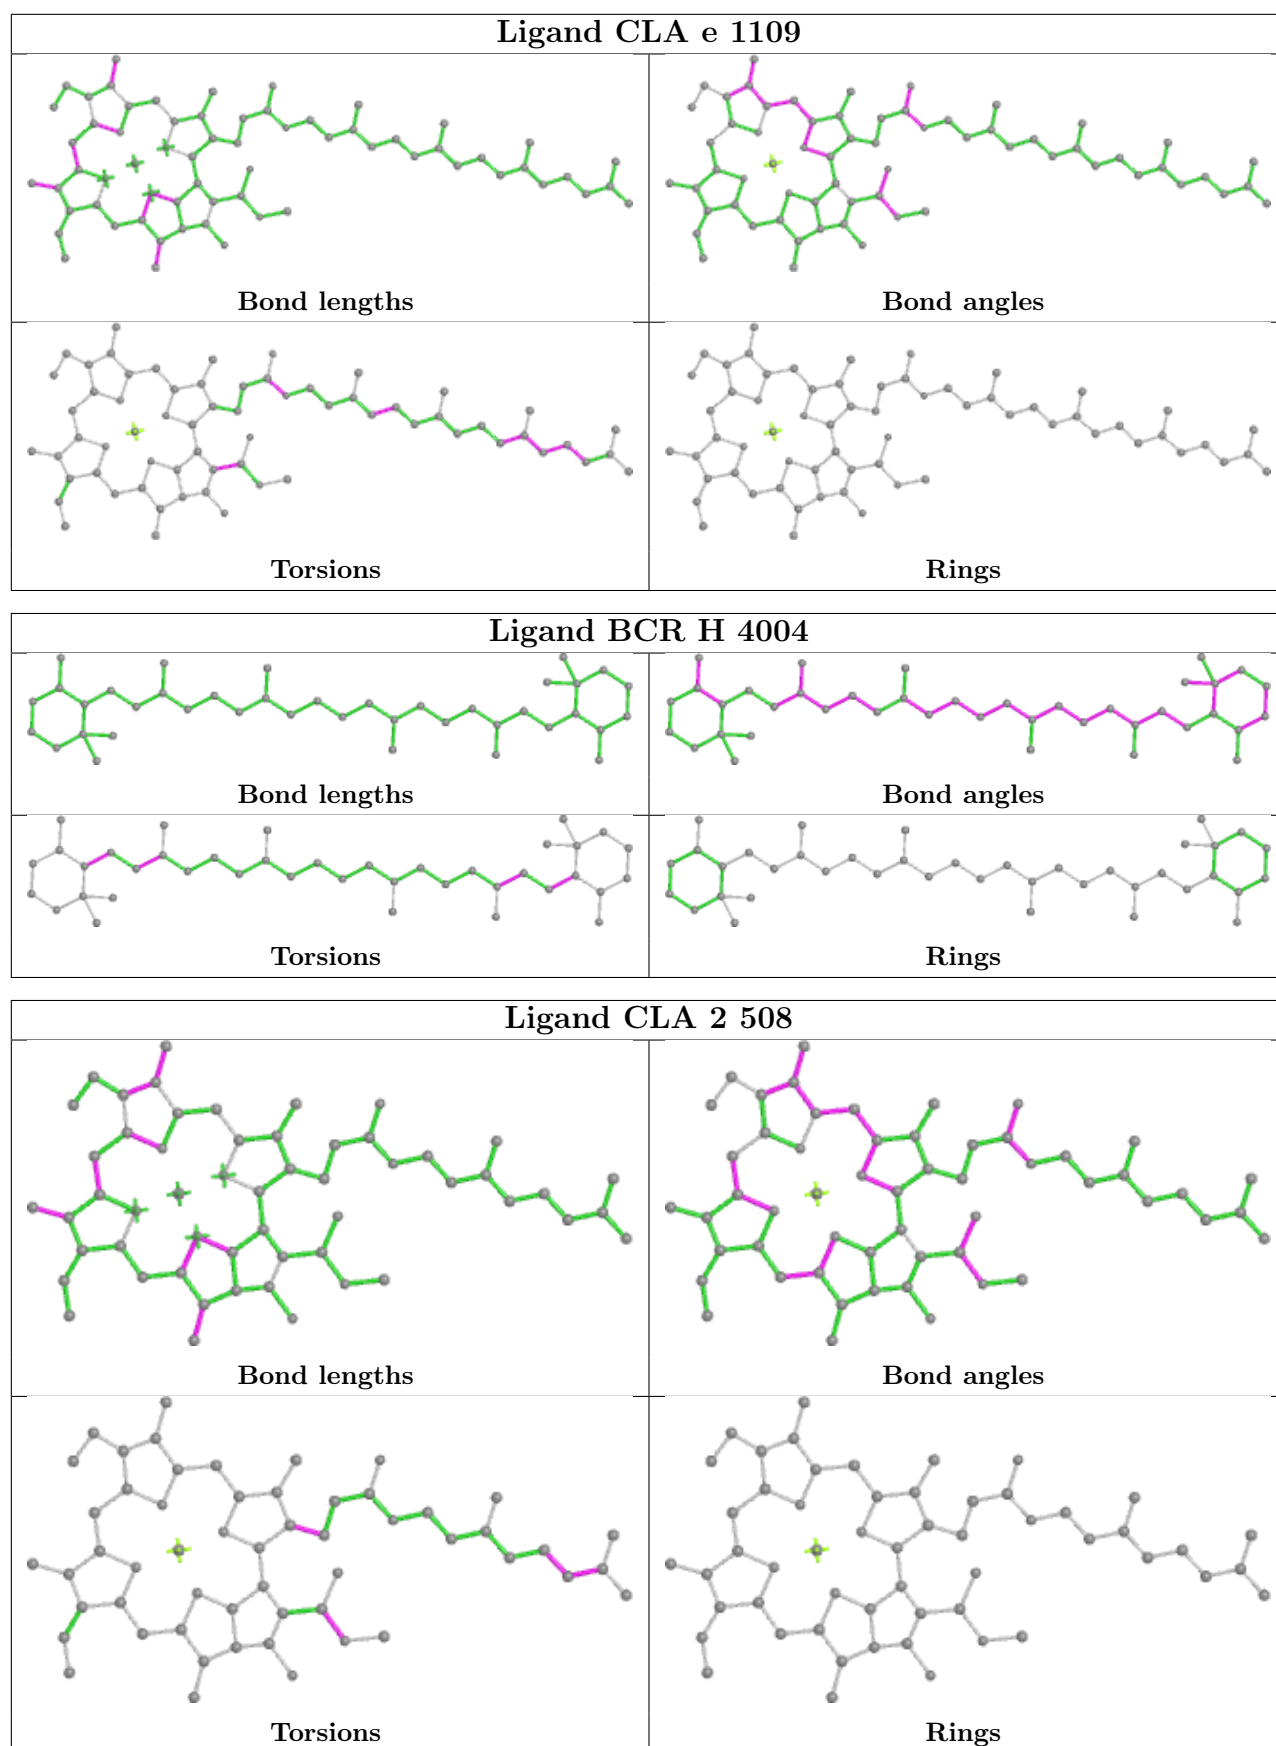 Ligand CLA e 1109
Bond lengths
Bond angles
Torsions
Rings
Ligand BCR H 4004
Bond lengths
Bond angles
Torsions
Rings
Ligand CLA 2 508
Bond lengths
Bond angles
Torsions
Rings